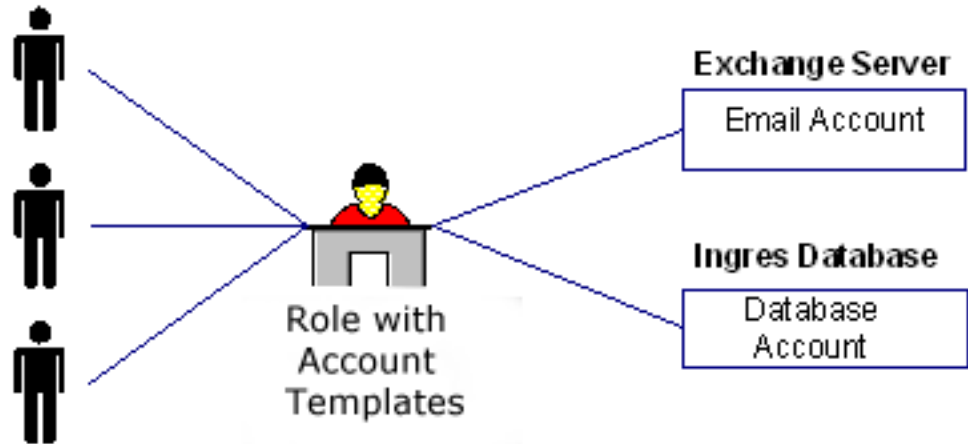 Exchange Server
Email Account
Ingres Database
Database
Account
Role with
Account
Templates